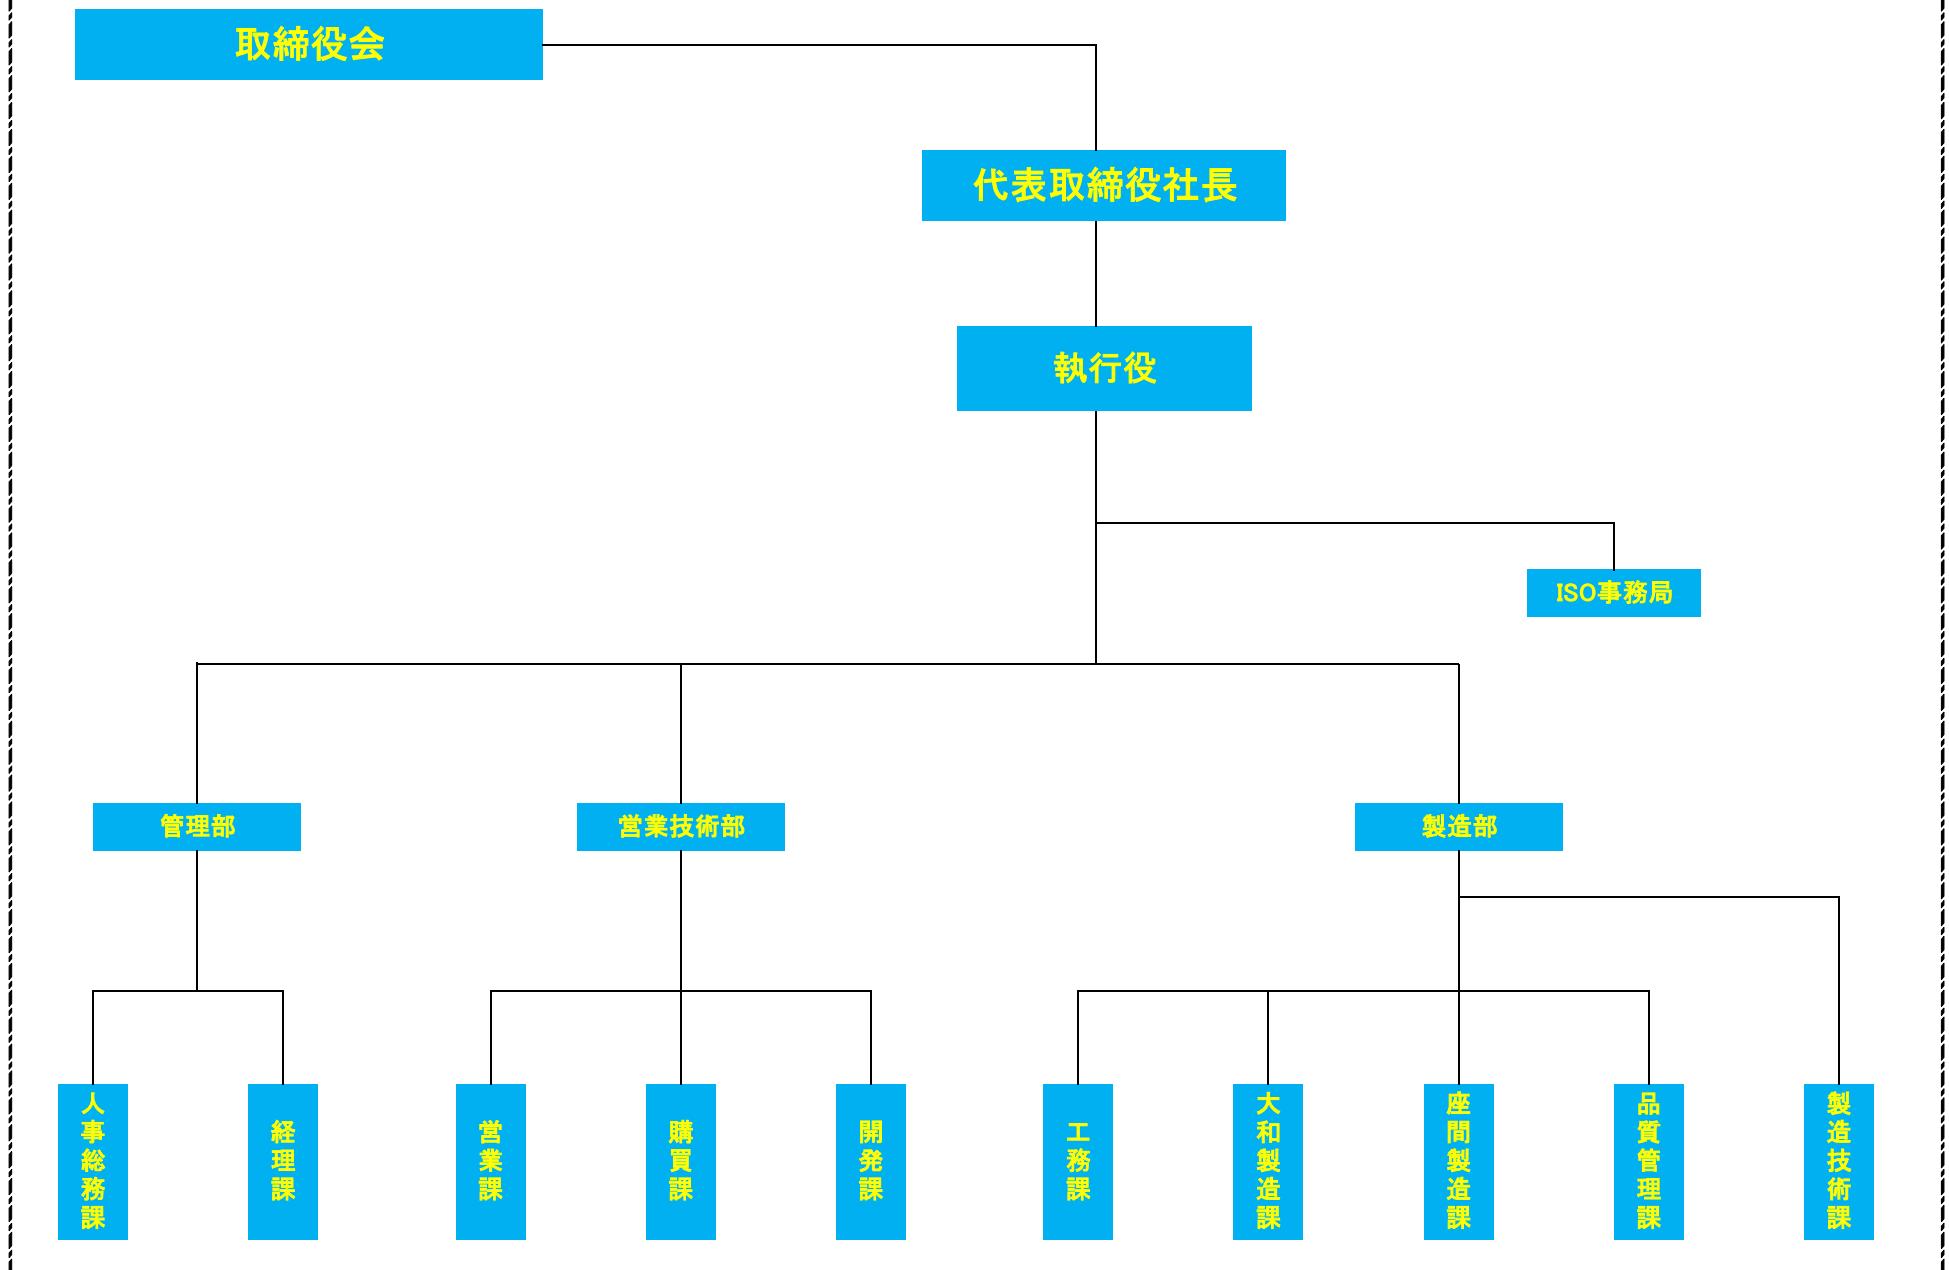 取締役会
代表取締役社長
執行役
ISO事務局
管理部
営業技術部
製造部
人事総務課
経理課
営業課
購買課
開発課
工務課
大和製造課
座間製造課
品質管理課
製造技術課